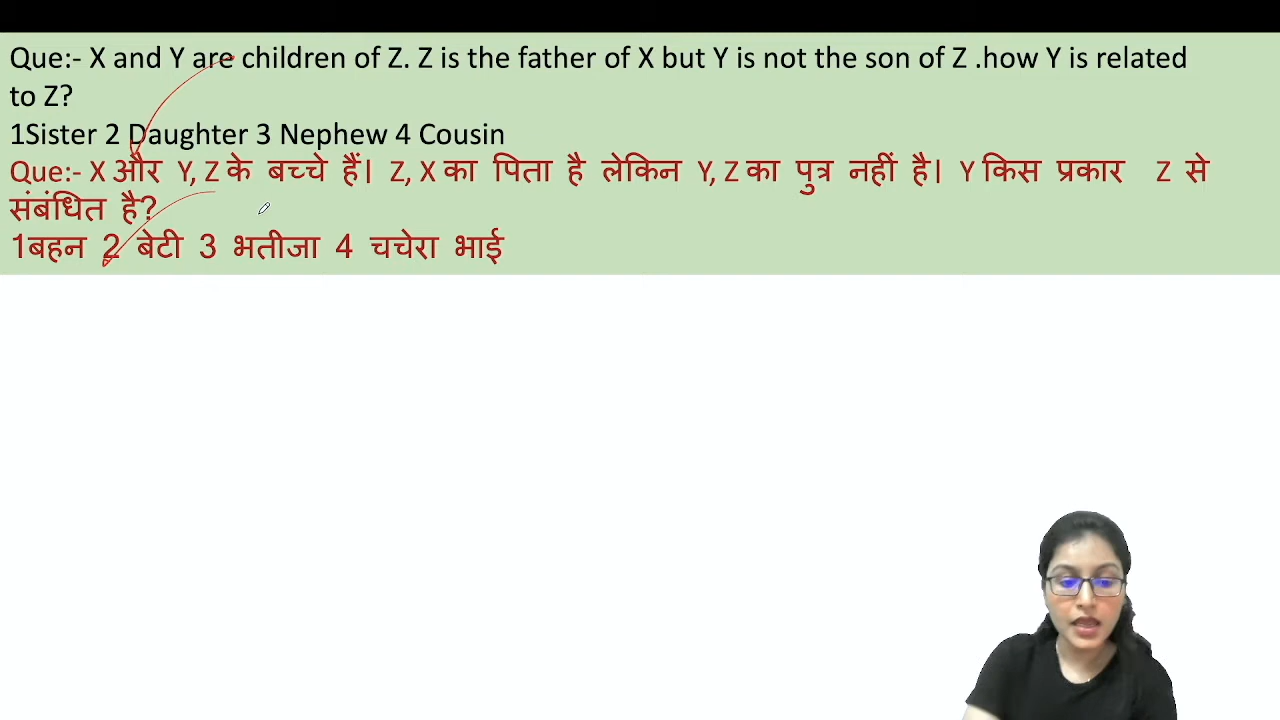 Que:- X and Y are children of Z. Z is the father of X but Y is not the son of Z .how Y is related
to Z?
1Sister 2 Daughter 3 Nephew 4 Cousin
Que:- X और Y, Z के बच्चे हैं। Z, X का पिता है लेकिन Y, Z का पुत्र नहीं है। Y किस प्रकार Z से
संबंधित है?
1बहन 2 बेटी 3 भतीजा 4 चचेरा भाई